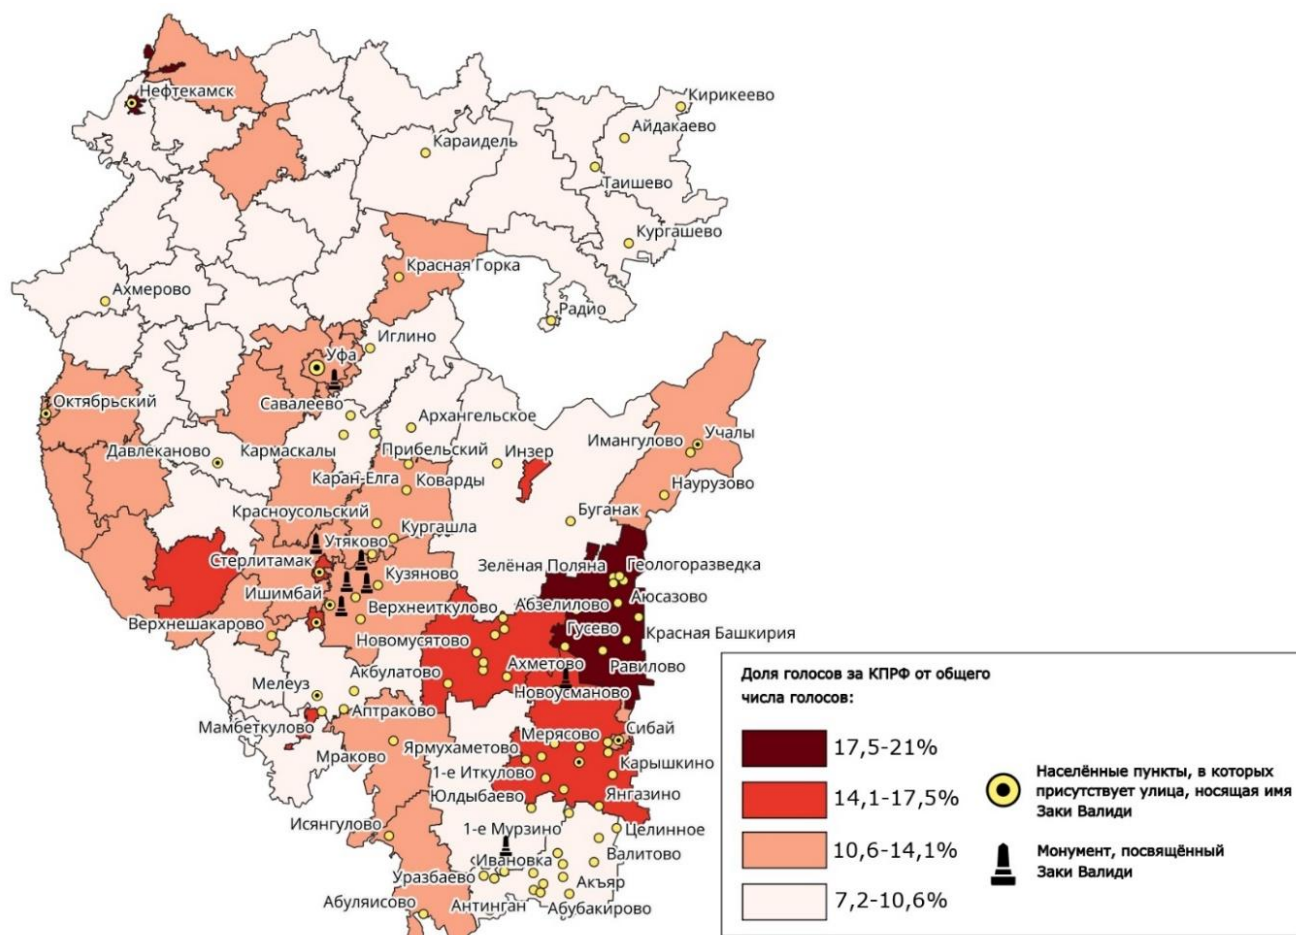 Нефтекамск
Кирикеево
Айдакаево
Караидель
Таишево
Кургашево
Красная Горка
Ахмерово
Радио
Иглино
Уфа
Октябрьский
Савалеево
Архангельское
Имангулово
Учалы
Давлеканово
Кармаскалы
Прибельский
Инзер
Каран-Елга
Коварды
Наурузово
Красноусольский
Буганак
Кургашла
Утяково
Стерлитамак
Зелёная Поляна
Геологоразведка
Кузяново
Ишимбай
Абзелилово
Аюсазово
Верхнеиткулово
Верхнешакарово
Гусево
Красная Башкирия
Новомусятово
Ахметово
Равилово
Акбулатово
Мелеуз
Новоусманово
Аптраково
Мамбеткулово
Сибай
Мерясово
Ярмухаметово
Мраково
Карышкино
1-е Иткулово
Юлдыбаево
Янгазино
Исянгулово
1-е Мурзино
Целинное
Ивановка
Валитово
Уразбаево
Акъяр
Абуляисово
Антинган
Абубакирово
Доля голосов за КПРФ от общего
числа голосов:
17,5-21%
14,1-17,5%
10,6-14,1%
7,2-10,6%
Населённые пункты, в которых
присутствует улица, носящая имя
Заки Валиди
Монумент, посвящённый
Заки Валиди